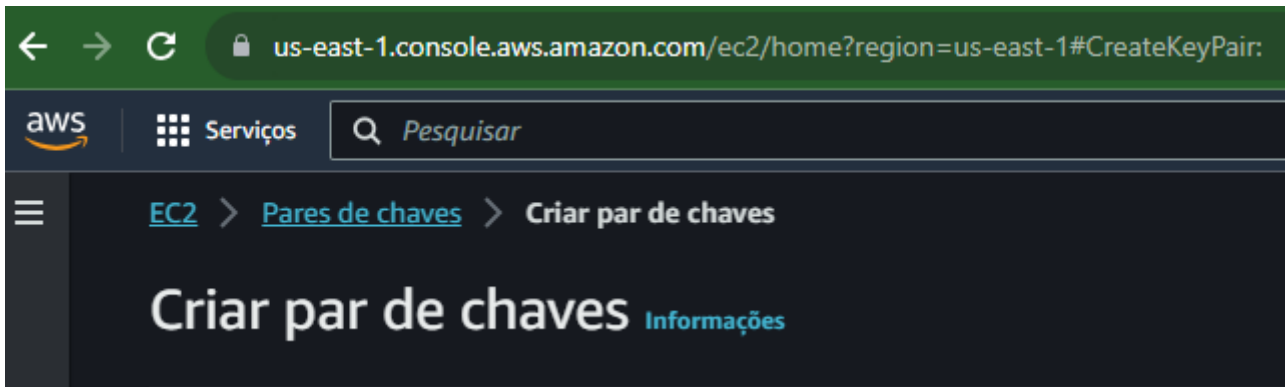 us-east-1.console.aws.amazon.com/ec2/home?region=us-east-1#CreateKeyPair:
aws Serviços Pesquisar
EC2 > Pares de chaves > Criar par de chaves
Criar par de chaves Informações